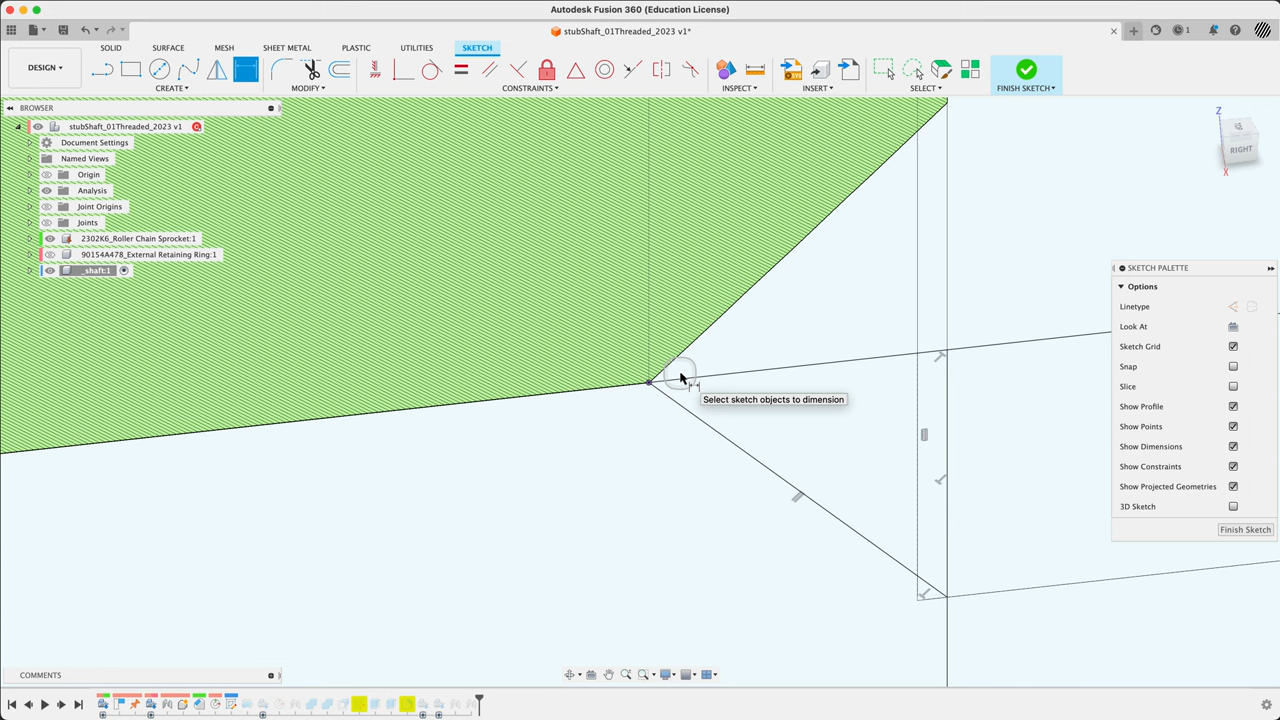 Autodesk Fusion 360 (Education License)
stubShaft_01Threaded_2023 v1*
1
DESIGN
SOLID
SURFACE
MESH
SHEET METAL
PLASTIC
UTILITIES
SKETCH
CREATE
MODIFY
CONSTRAINTS
INSPECT
INSERT
SELECT
FINISH SKETCH
BROWSER
stubShaft_01Threaded_2023 v1
Document Settings
Named Views
Origin
Analysis
Joint Origins
Joints
2302K6_Roller Chain Sprocket:1
90154A478_External Retaining Ring:1
_shaft:1
Z
RIGHT
X
Select sketch objects to dimension
SKETCH PALETTE
Options
Linetype
Look At
Sketch Grid
Snap
Slice
Show Profile
Show Points
Show Dimensions
Show Constraints
Show Projected Geometries
3D Sketch
Finish Sketch
COMMENTS